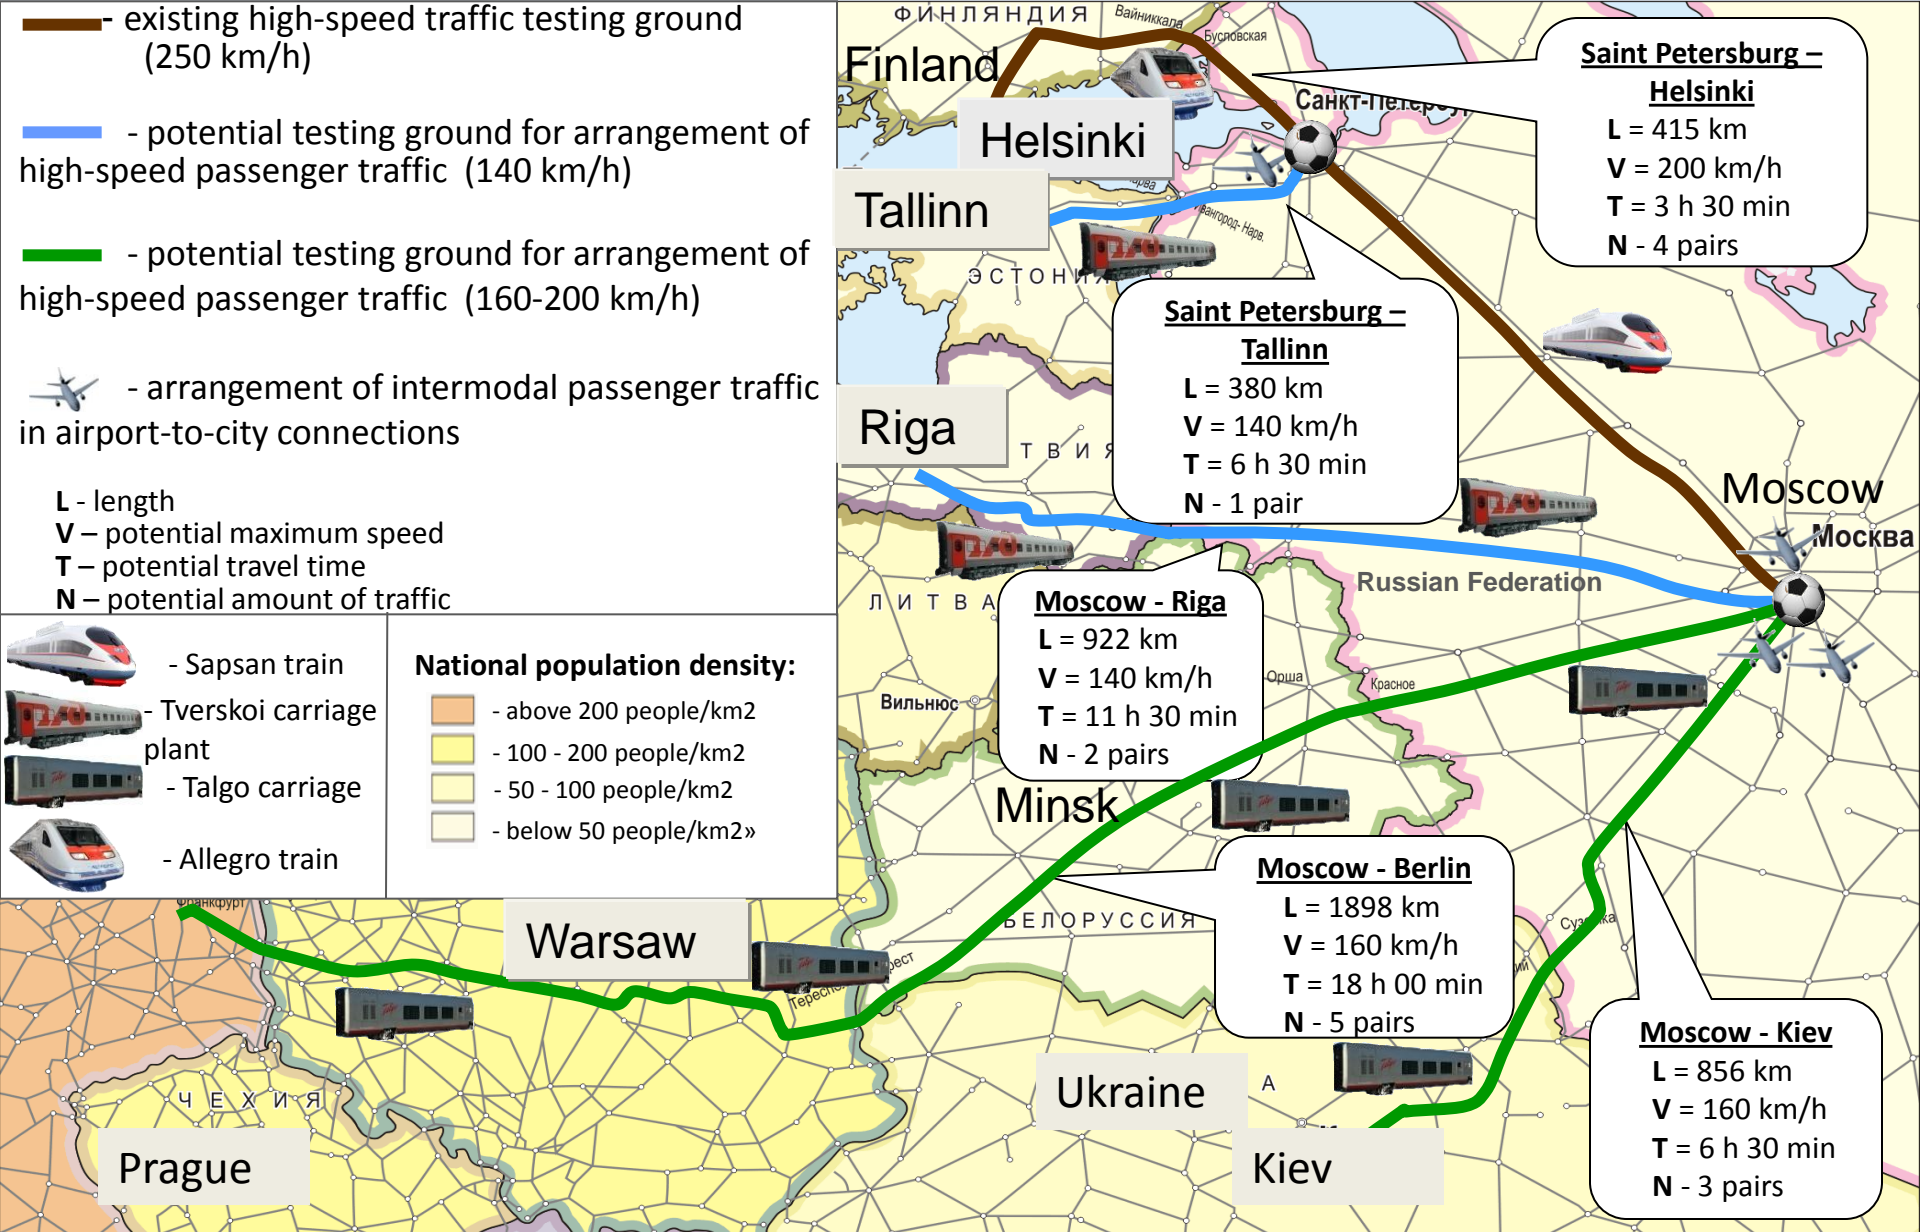 - existing high-speed traffic testing ground
(250 km/h)
- potential testing ground for arrangement of
high-speed passenger traffic (140 km/h)
- potential testing ground for arrangement of
high-speed passenger traffic (160-200 km/h)
- arrangement of intermodal passenger traffic
in airport-to-city connections
L - length
V – potential maximum speed
T – potential travel time
N – potential amount of traffic
- Sapsan train
- Tverskoi carriage
plant
- Talgo carriage
- Allegro train
National population density:
- above 200 people/km2
- 100 - 200 people/km2
- 50 - 100 people/km2
- below 50 people/km2»
ФИНЛЯНДИЯ
Вайниккала
Бусловская
Finland
Санкт-Петербу
Helsinki
Tallinn
Ивангород- Нарв.
ЭСТОНИЯ
Saint Petersburg –
Helsinki
L = 415 km
V = 200 km/h
T = 3 h 30 min
N - 4 pairs
Saint Petersburg –
Tallinn
L = 380 km
V = 140 km/h
T = 6 h 30 min
N - 1 pair
Riga
ТВИЯ
Moscow
Москва
Russian Federation
ЛИТВА
Moscow - Riga
L = 922 km
V = 140 km/h
T = 11 h 30 min
N - 2 pairs
Орша
Красное
Вильнюс
Minsk
Moscow - Berlin
L = 1898 km
V = 160 km/h
T = 18 h 00 min
N - 5 pairs
Франкфурт
Warsaw
БЕЛОРУССИЯ
Moscow - Kiev
L = 856 km
V = 160 km/h
T = 6 h 30 min
N - 3 pairs
Ukraine
А
ЧЕХИЯ
Prague
Kiev